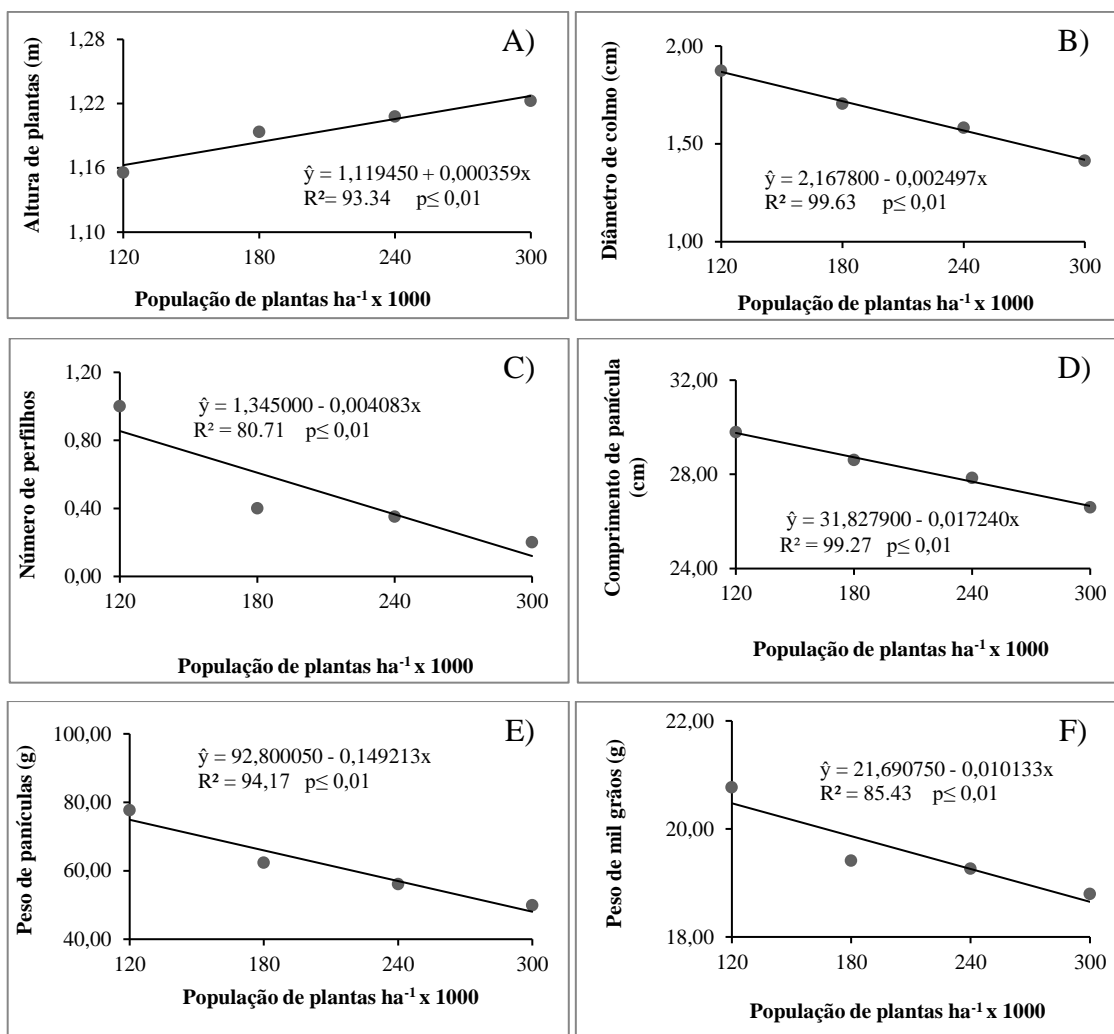 A)
Altura de plantas (m)
1,28
1,22
1,16
1,10
ŷ = 1,119450 + 0,000359x
R²= 93.34 p≤ 0,01
120 180 240 300
População de plantas ha⁻¹ x 1000
B)
Diâmetro de colmo (cm)
2,00
1,50
1,00
ŷ = 2,167800 - 0,002497x
R² = 99.63 p≤ 0,01
120 180 240 300
População de plantas ha⁻¹ x 1000
C)
Número de perfilhos
1,20
0,80
0,40
0,00
ŷ = 1,345000 - 0,004083x
R² = 80.71 p≤ 0,01
120 180 240 300
População de plantas ha⁻¹ x 1000
D)
Comprimento de panícula
(cm)
32,00
28,00
24,00
ŷ = 31,827900 - 0,017240x
R² = 99.27 p≤ 0,01
120 180 240 300
População de plantas ha⁻¹ x 1000
E)
Peso de panículas (g)
100,00
80,00
60,00
40,00
ŷ = 92,800050 - 0,149213x
R² = 94,17 p≤ 0,01
120 180 240 300
População de plantas ha⁻¹ x 1000
F)
Peso de mil grãos (g)
22,00
20,00
18,00
ŷ = 21,690750 - 0,010133x
R² = 85.43 p≤ 0,01
120 180 240 300
População de plantas ha⁻¹ x 1000